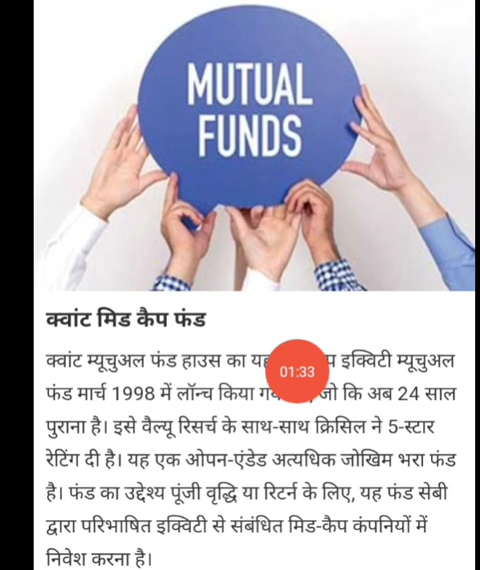 MUTUAL
FUNDS
क्वांट मिड कैप फंड
क्वांट म्यूचुअल फंड हाउस का इक्विटी म्यूचुअल
01:33
फंड मार्च 1998 में लॉन्च किया जो कि अब 24 साल
पुराना है। इसे वैल्यू रिसर्च के साथ-साथ क्रिसिल ने 5-स्टार
रेटिंग दी है। यह एक ओपन-एंडेड अत्यधिक जोखिम भरा फंड
है। फंड का उद्देश्य पूंजी वृद्धि या रिटर्न के लिए, यह फंड सेबी
द्वारा परिभाषित इक्विटी से संबंधित मिड-कैप कंपनियों में
निवेश करना है।